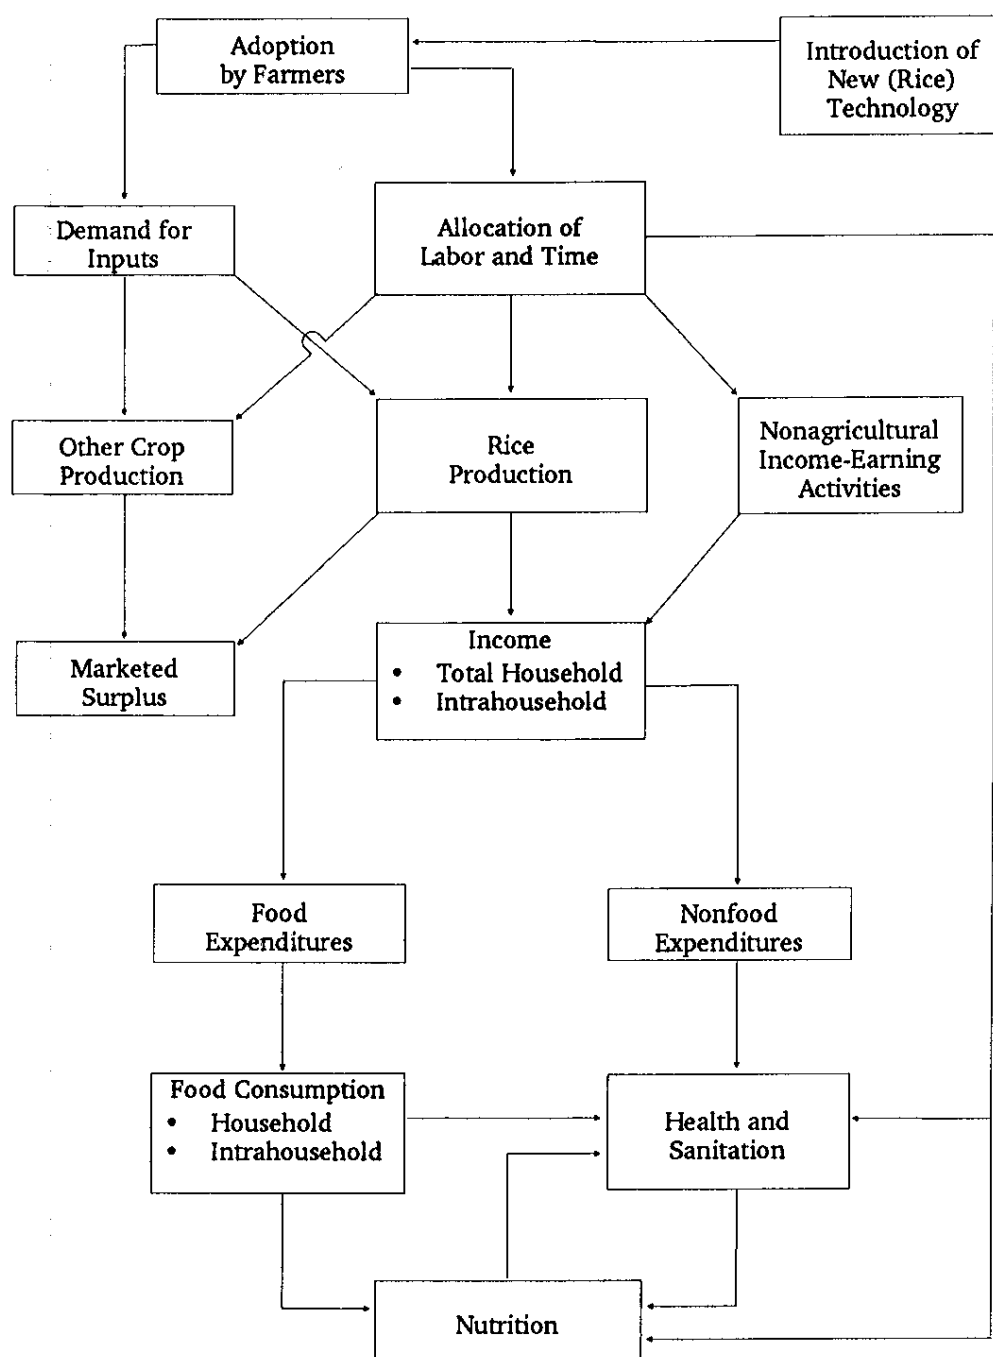 Adoption
by Farmers
Introduction of
New (Rice)
Technology
Demand for
Inputs
Allocation of
Labor and Time
Other Crop
Production
Rice
Production
Nonagricultural
Income-Earning
Activities
Marketed
Surplus
Income
• Total Household
• Intrahousehold
Food
Expenditures
Nonfood
Expenditures
Food Consumption
• Household
• Intrahousehold
Health and
Sanitation
Nutrition